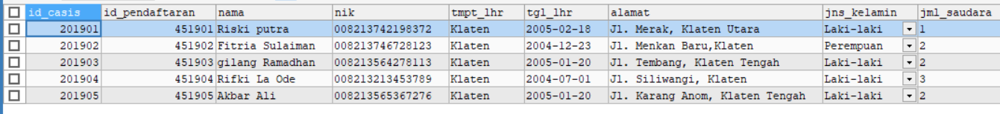 id_casis id_pendaftaran nama nik tmpt_lhr tgl_lhr alamat jns_kelamin jml_saudara
201901 451901 Riski putra 008213742198372 Klaten 2005-02-18 Jl. Merak, Klaten Utara Laki-laki 1
201902 451902 Fitria Sulaiman 008213746728123 Klaten 2004-12-23 Jl. Menkan Baru,Klaten Perempuan 2
201903 451903 gilang Ramadhan 008213564278113 Klaten 2005-01-20 Jl. Tembang, Klaten Tengah Laki-laki 2
201904 451904 Rifki La Ode 008213213453789 Klaten 2004-07-01 Jl. Siliwangi, Klaten Laki-laki 3
201905 451905 Akbar Ali 008213565367276 Klaten 2005-01-20 Jl. Karang Anom, Klaten Tengah Laki-laki 2